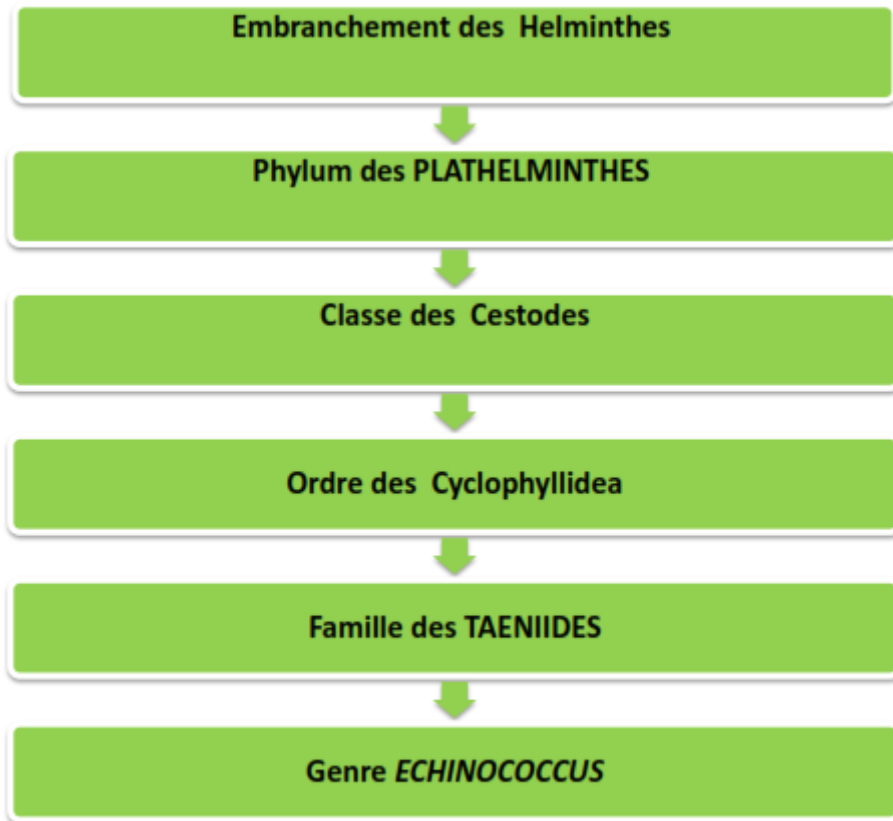 Embranchement des Helminthes
Phylum des PLATHELMINTHES
Classe des Cestodes
Ordre des Cyclophyllidea
Famille des TAENIIDES
Genre ECHINOCOCCUS